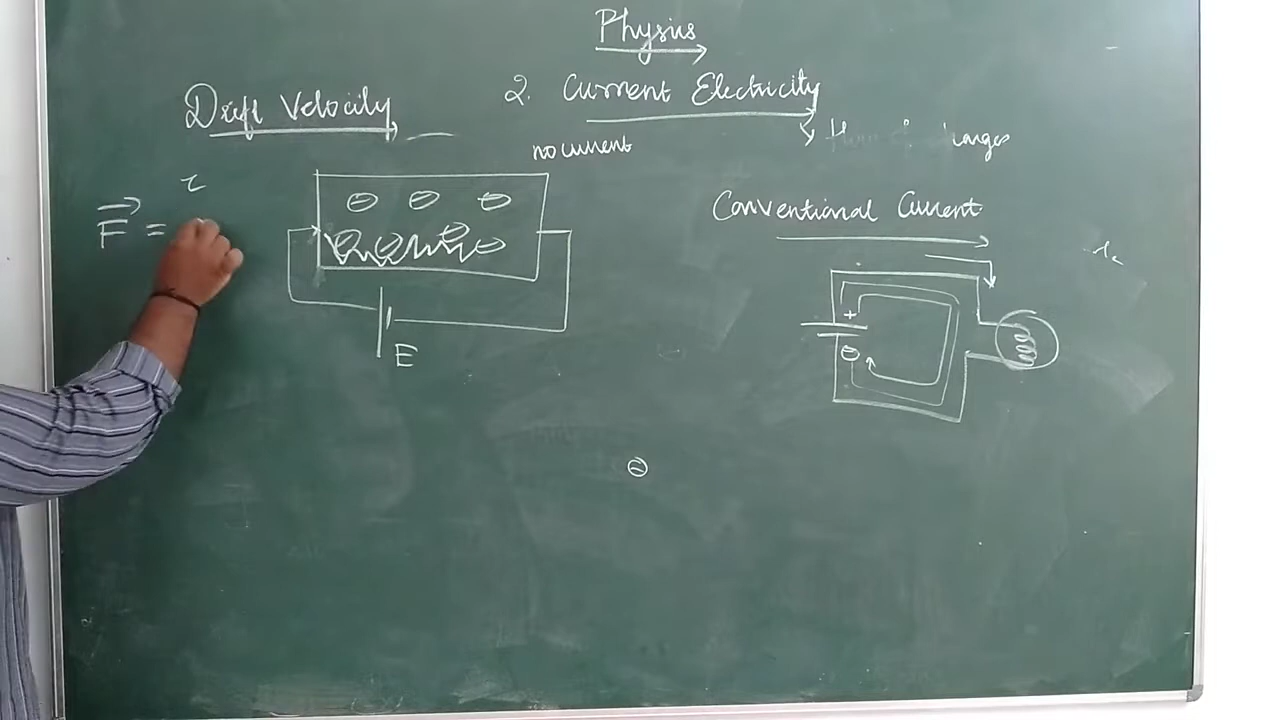 Physics
2. Current Electricity
Drift Velocity
no current
τ
F =
E
Conventional Current
+